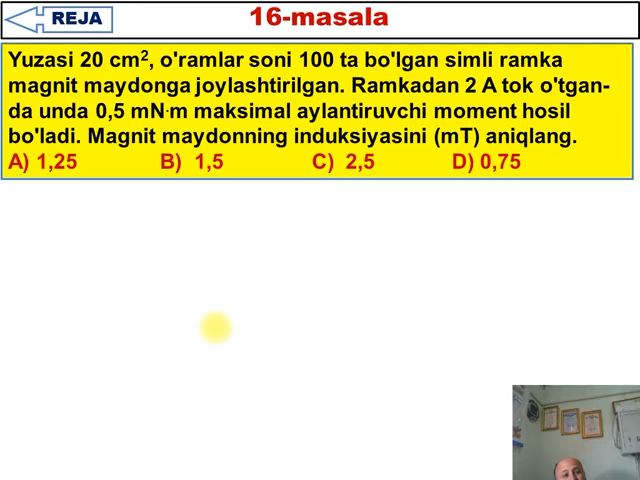 REJA
16-masala
Yuzasi 20 cm², o'ramlar soni 100 ta bo'lgan simli ramka
magnit maydonga joylashtirilgan. Ramkadan 2 A tok o'tgan-
da unda 0,5 mN·m maksimal aylantiruvchi moment hosil
bo'ladi. Magnit maydonning induksiyasini (mT) aniqlang.
A) 1,25 B) 1,5 C) 2,5 D) 0,75